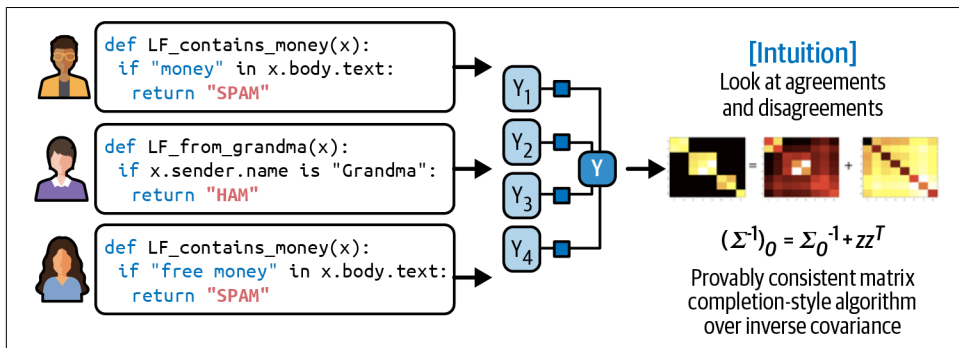 def LF_contains_money(x):
if "money" in x.body.text:
return "SPAM"
def LF_from_grandma(x):
if x.sender.name is "Grandma":
return "HAM"
def LF_contains_money(x):
if "free money" in x.body.text:
return "SPAM"
Y1
Y2
Y3
Y4
Y
[Intuition]
Look at agreements
and disagreements
= +
(Σ⁻¹)₀ = Σ₀⁻¹ + zzᵀ
Provably consistent matrix
completion-style algorithm
over inverse covariance